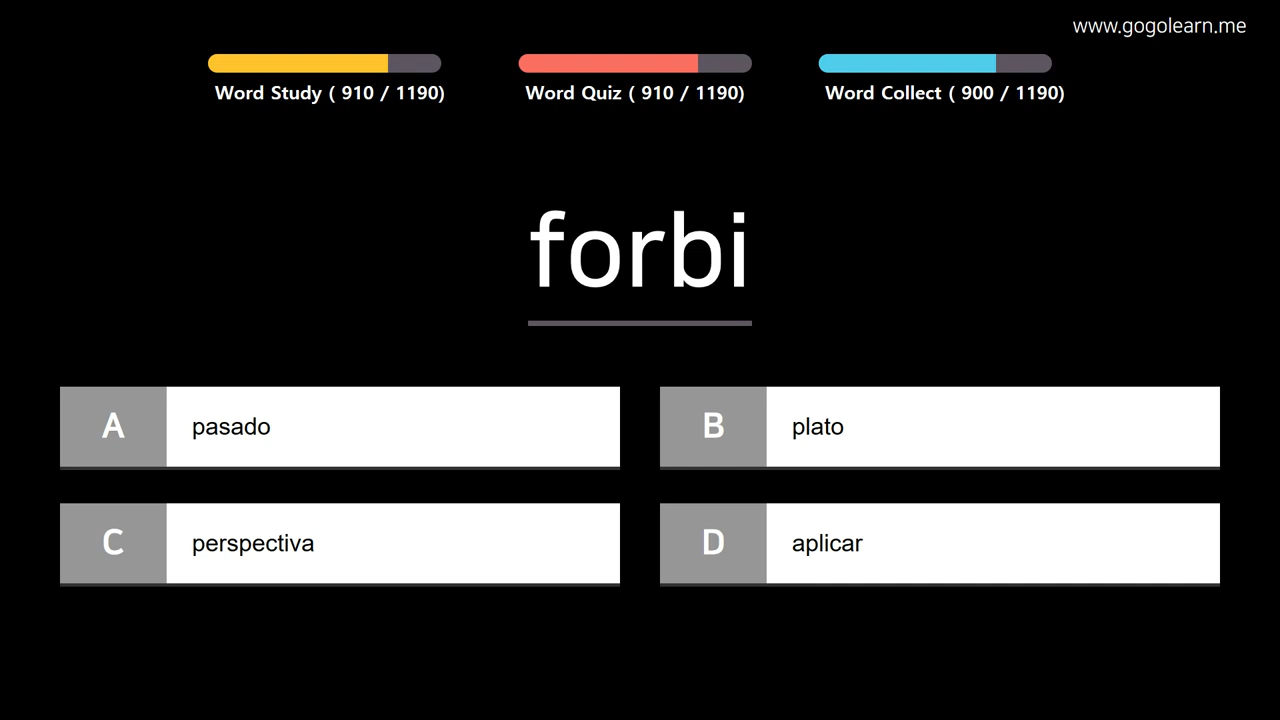 www.gogolearn.me
Word Study ( 910 / 1190)
Word Quiz ( 910 / 1190)
Word Collect ( 900 / 1190)
forbi
A
pasado
B
plato
C
perspectiva
D
aplicar